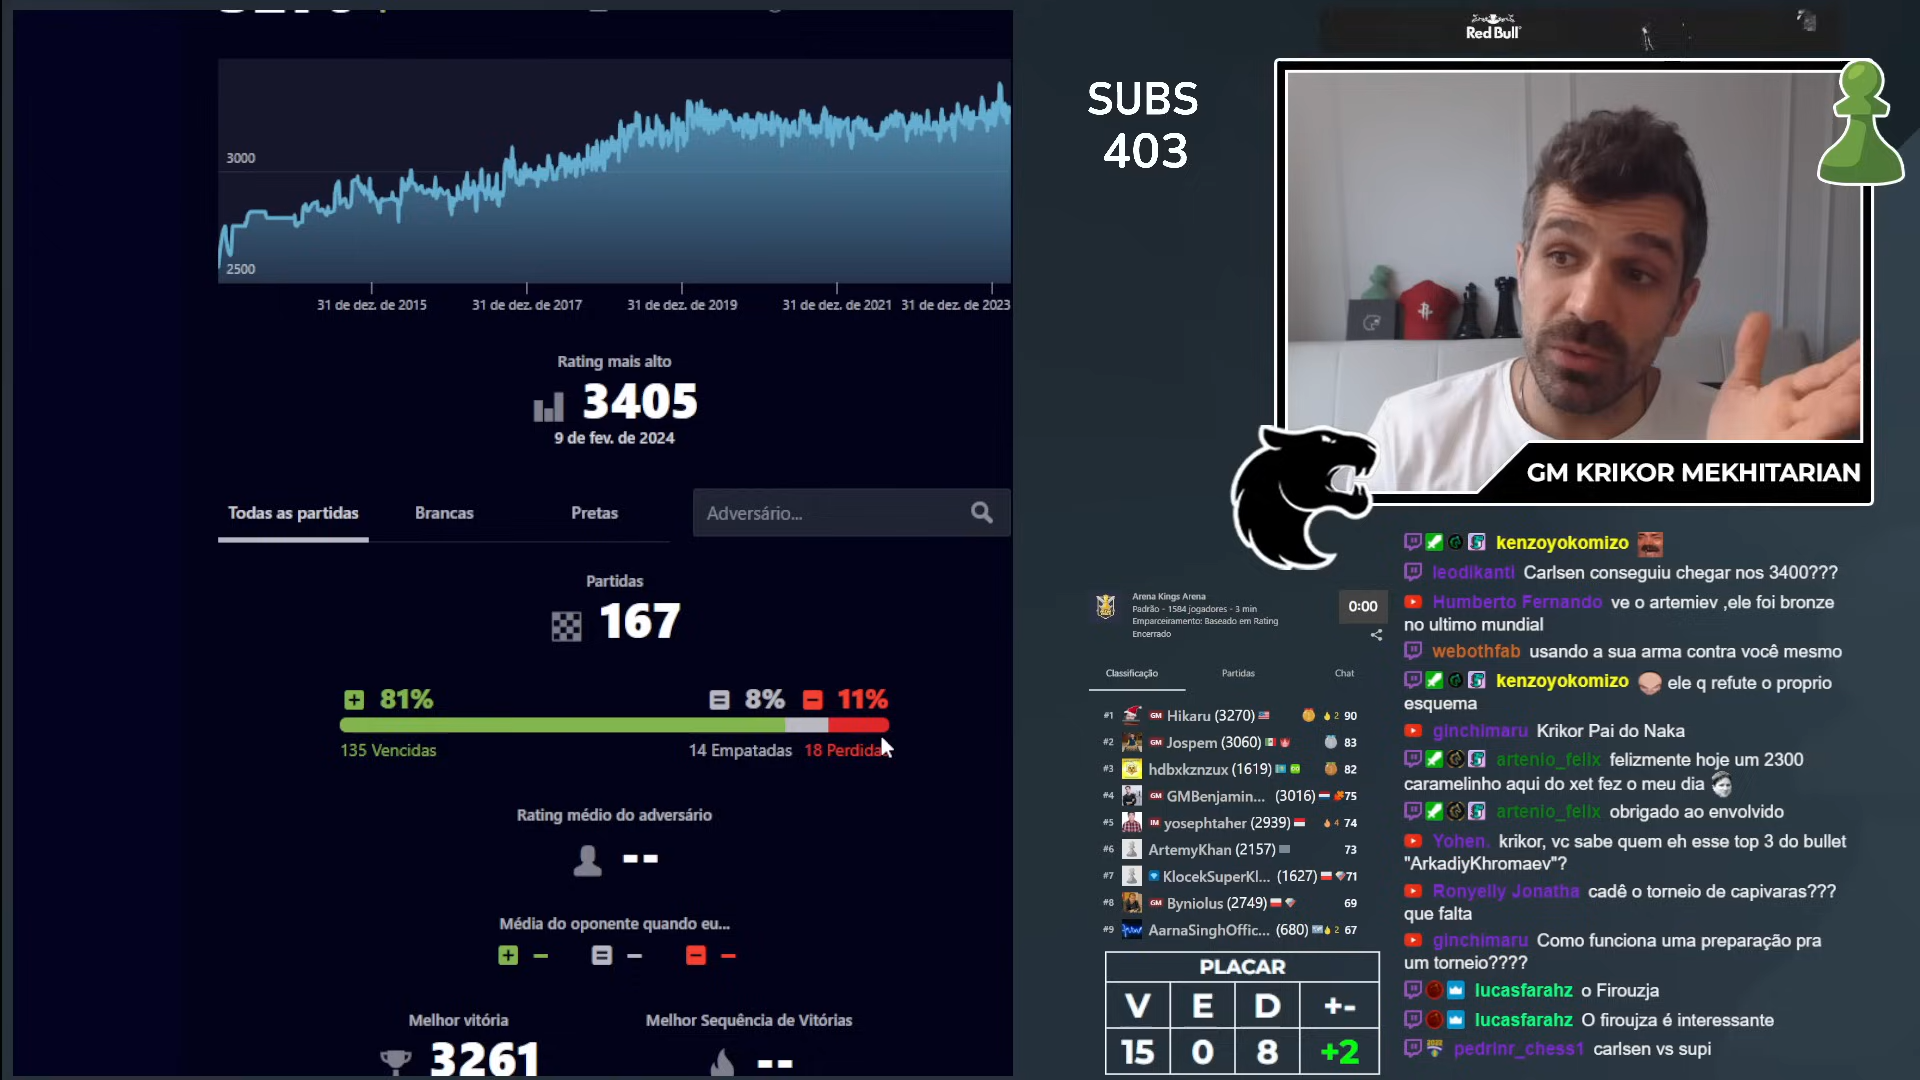 3000
2500
31 de dez. de 2015
31 de dez. de 2017
31 de dez. de 2019
31 de dez. de 2021
31 de dez. de 2023
Rating mais alto
3405
9 de fev. de 2024
Todas as partidas
Brancas
Pretas
Adversário...
Partidas
167
81%
8%
11%
135 Vencidas
14 Empatadas
18 Perdidas
Rating médio do adversário
--
Média do oponente quando eu...
Melhor vitória
3261
Melhor Sequência de Vitórias
--
SUBS
403
Red Bull
GM KRIKOR MEKHITARIAN
Arena Kings Arena
Padrão - 1584 jogadores - 3 min
Emparceiramento: Baseado em Rating
Encerrado
0:00
Classificação
Partidas
Chat
#1 GM Hikaru (3270) 2 90
#2 GM Jospem (3060) 83
#3 hdbxkznzux (1619) 82
#4 GM GMBenjamin... (3016) 75
#5 IM yosephtaher (2939) 4 74
#6 ArtemyKhan (2157) 73
#7 KlocekSuperKl... (1627) 71
#8 GM Byniolus (2749) 69
#9 AarnaSinghOffic... (680) 2 67
PLACAR
V E D +-
15 0 8 +2
kenzoyokomizo
leodikanti Carlsen conseguiu chegar nos 3400???
Humberto Fernando ve o artemiev ,ele foi bronze
no ultimo mundial
webothfab usando a sua arma contra você mesmo
kenzoyokomizo ele q refute o proprio
esquema
ginchimaru Krikor Pai do Naka
artenio_felix felizmente hoje um 2300
caramelinho aqui do xet fez o meu dia
artenio_felix obrigado ao envolvido
Yohen. krikor, vc sabe quem eh esse top 3 do bullet
"ArkadiyKhromaev"?
Ronyelly Jonatha cadê o torneio de capivaras???
que falta
ginchimaru Como funciona uma preparação pra
um torneio????
lucasfarahz o Firouzja
lucasfarahz O firoujza é interessante
pedrinr_chess1 carlsen vs supi